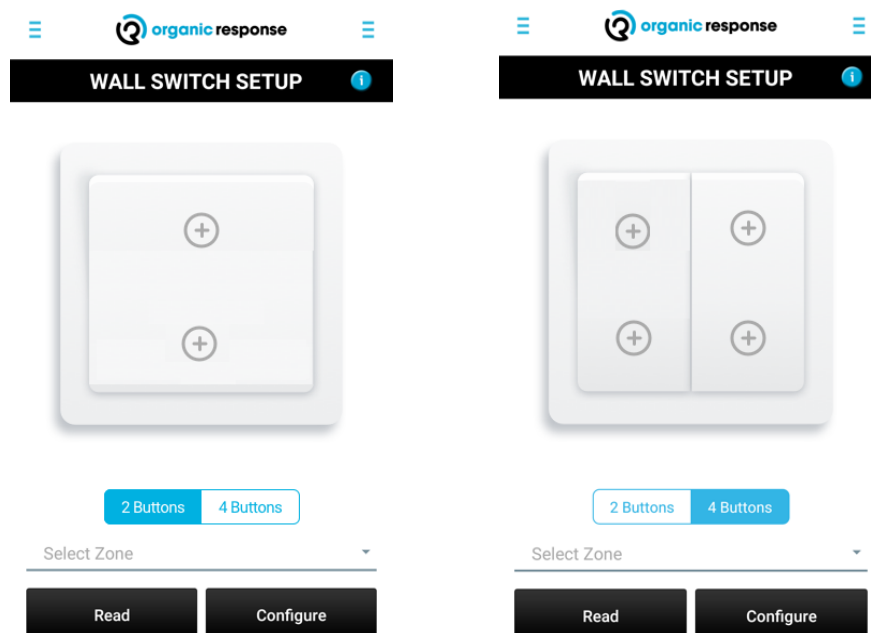 organic response
WALL SWITCH SETUP
2 Buttons
4 Buttons
Select Zone
Read
Configure
organic response
WALL SWITCH SETUP
2 Buttons
4 Buttons
Select Zone
Read
Configure